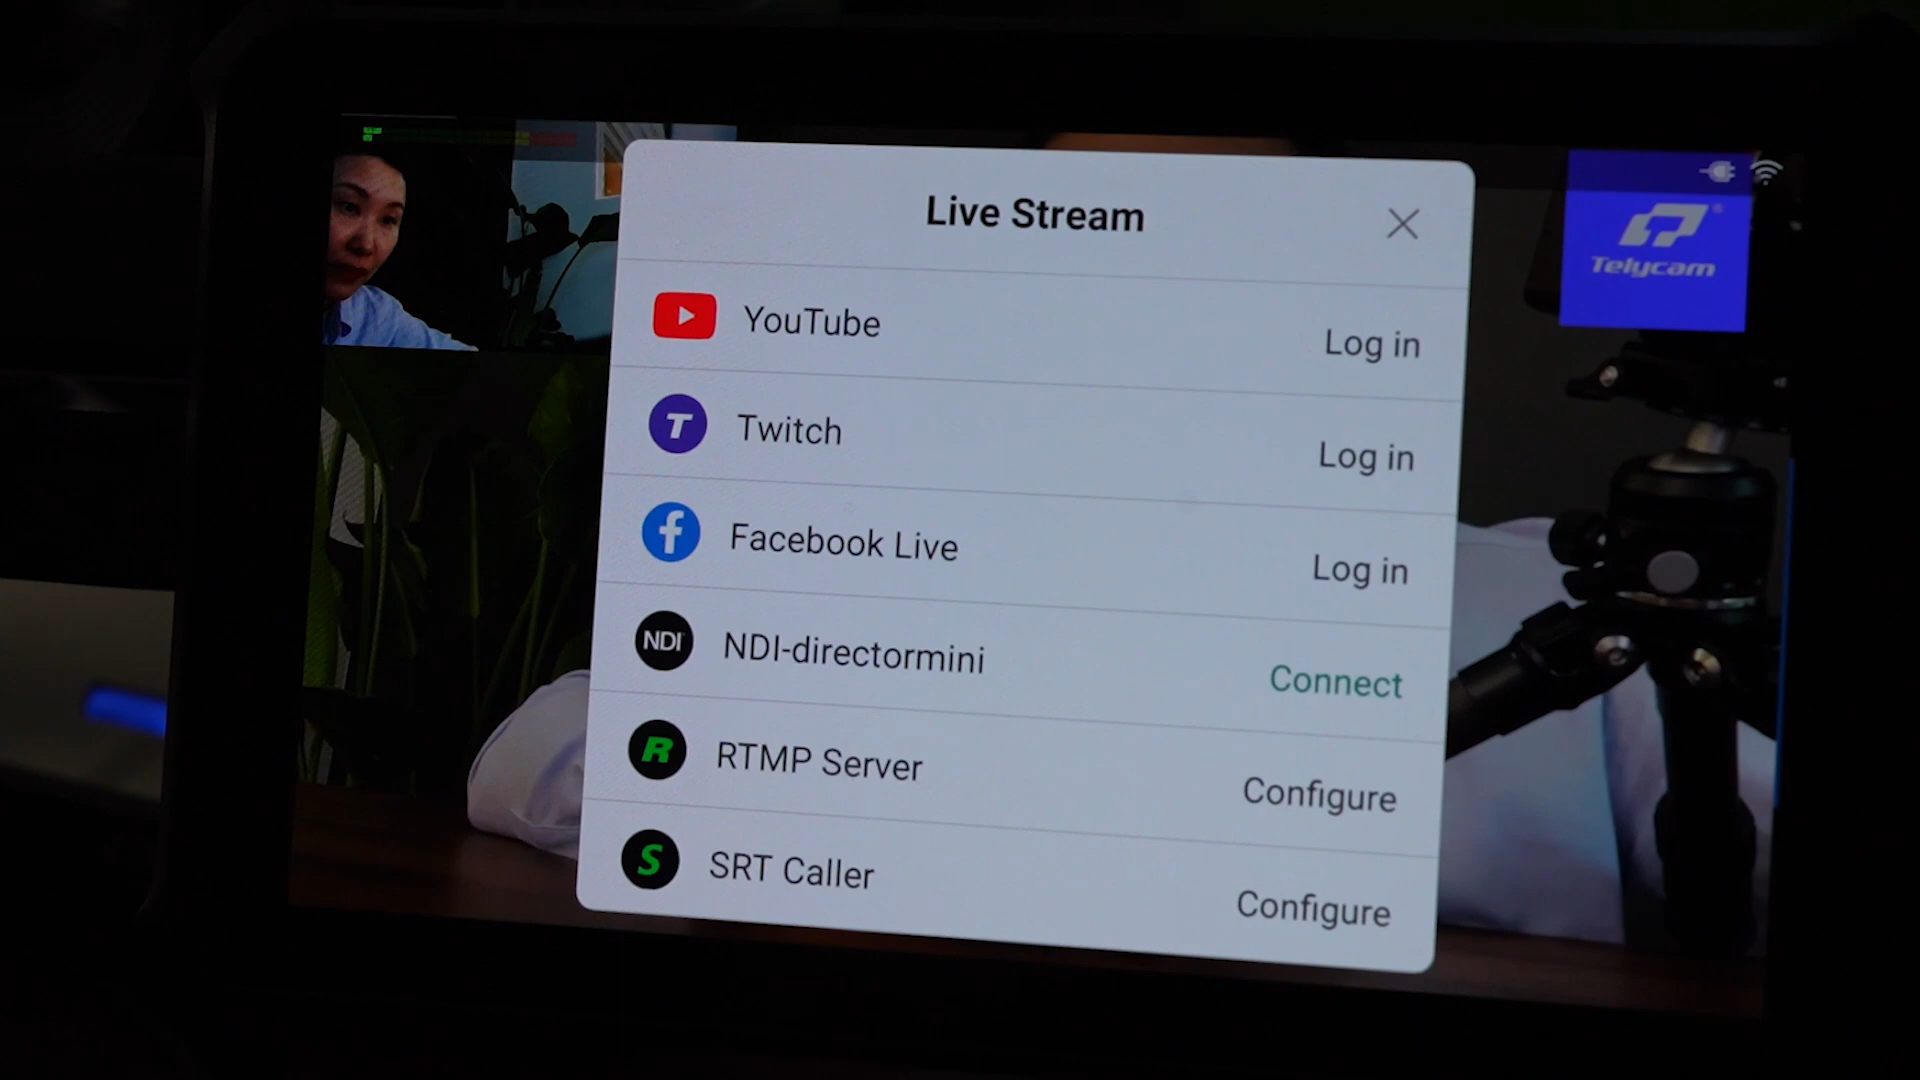 Live Stream
Telycam
YouTube
Log in
T
Twitch
Log in
f
Facebook Live
Log in
NDI
NDI-directormini
Connect
R
RTMP Server
Configure
S
SRT Caller
Configure